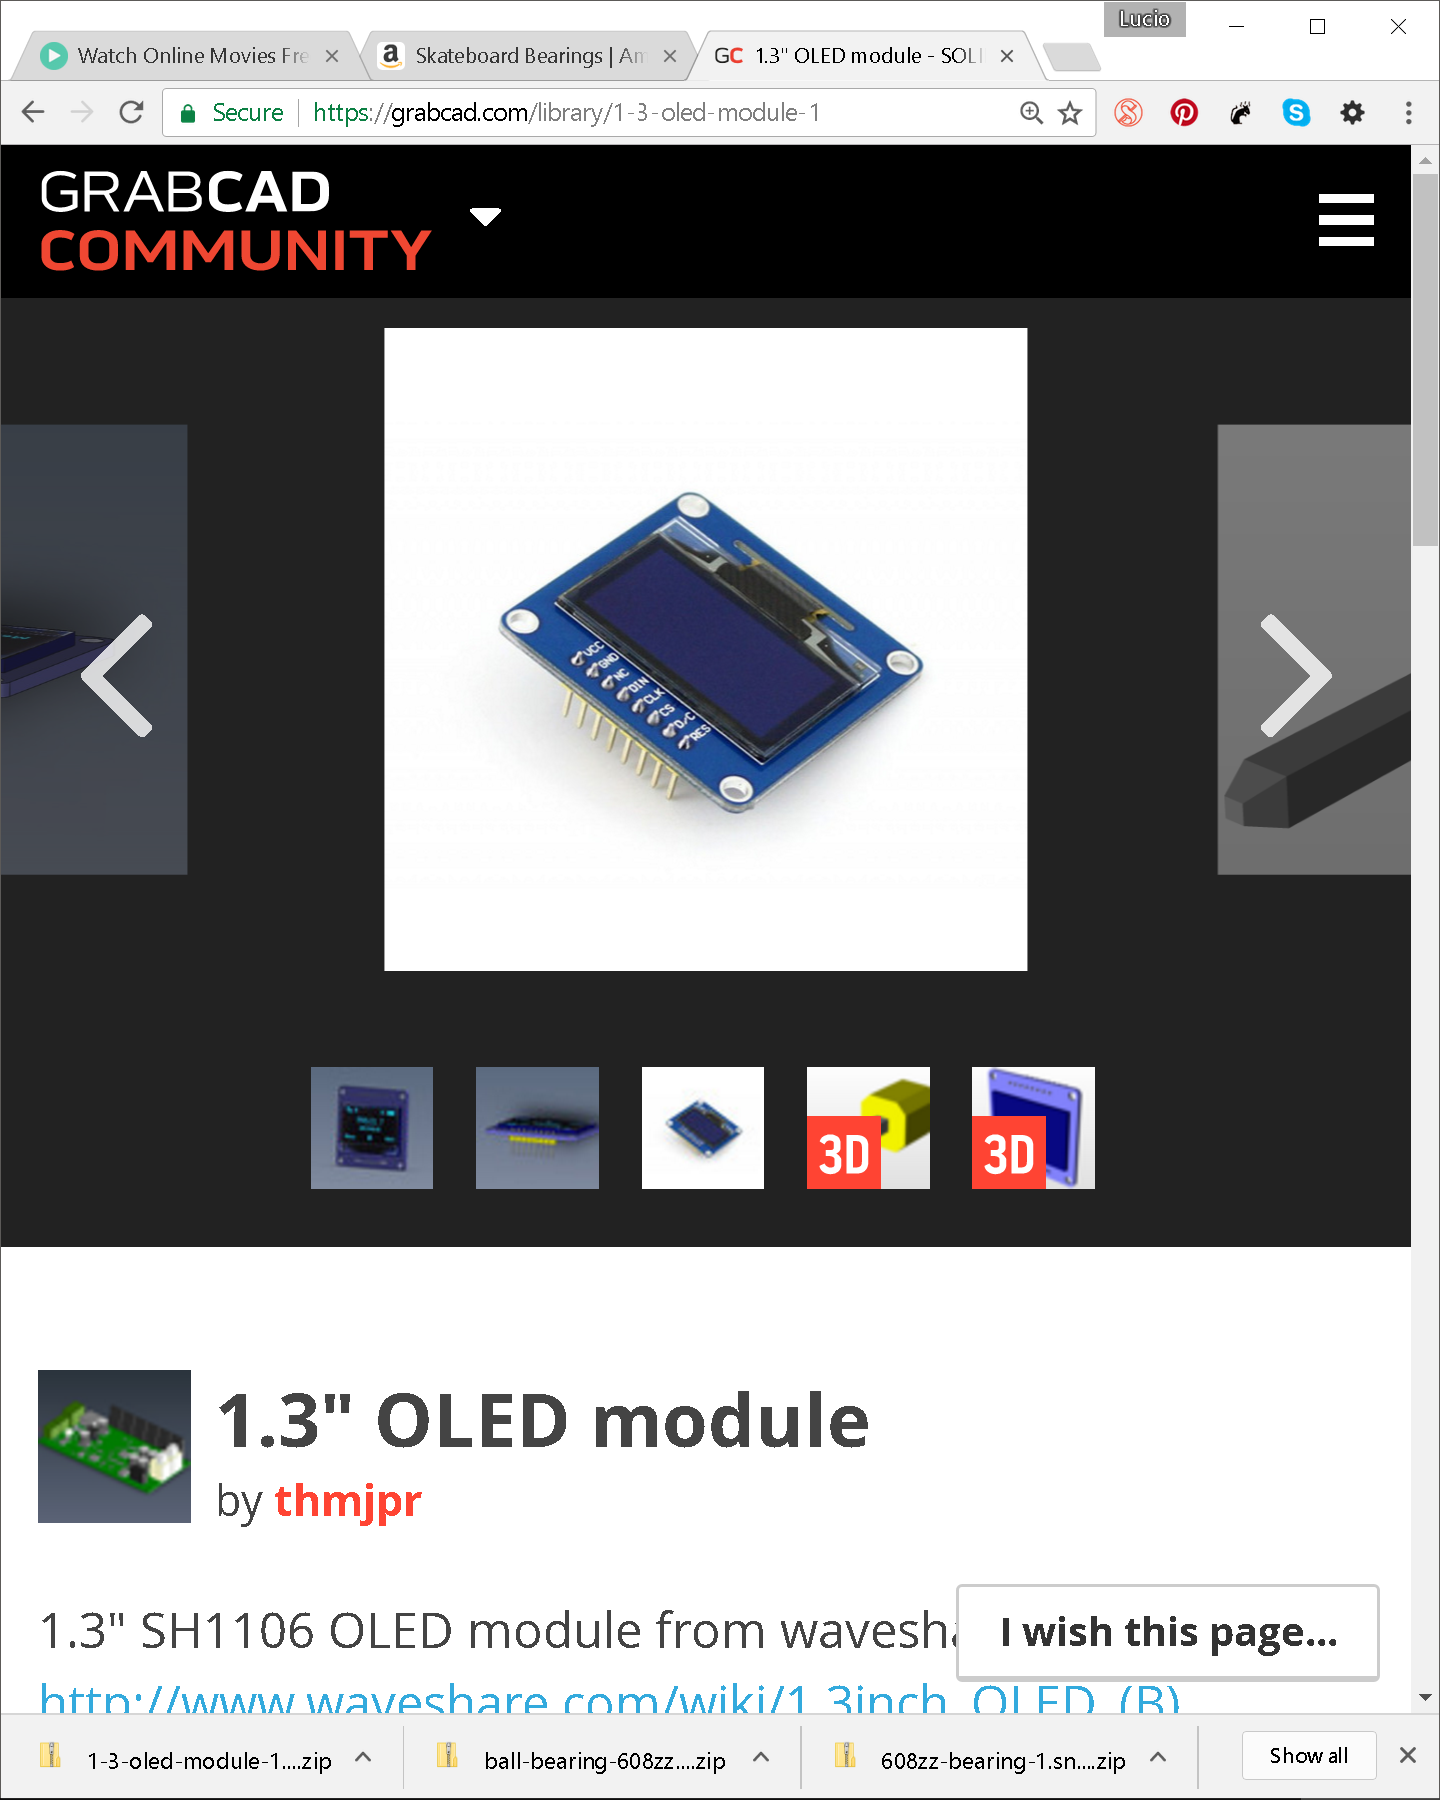 Lucio
Watch Online Movies Fre
Skateboard Bearings | Am
GC 1.3" OLED module - SOLI
Secure https://grabcad.com/library/1-3-oled-module-1
GRABCAD
COMMUNITY
VCC
GND
NC
DIN
CLK
CS
D/C
RES
3D
3D
1.3" OLED module
by thmjpr
1.3" SH1106 OLED module from wavesha
I wish this page...
http://www.waveshare.com/wiki/1.3inch_OLED_(B)
1-3-oled-module-1....zip
ball-bearing-608zz....zip
608zz-bearing-1.sn....zip
Show all